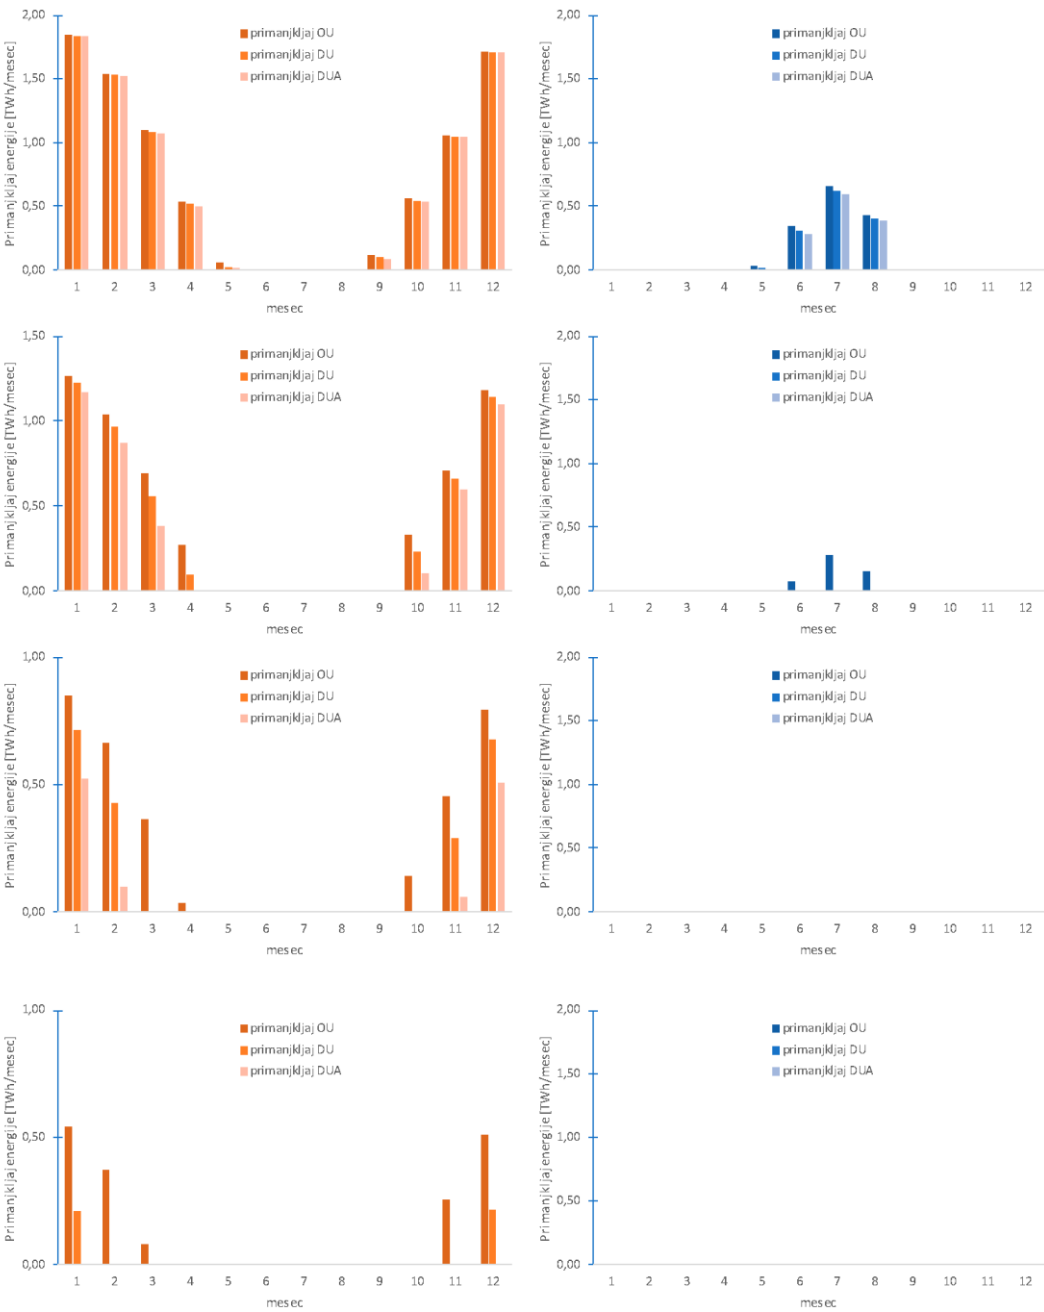 Primanjkljaj energije [TWh/mesec]
2,00
1,50
1,00
0,50
0,00
primanjkljaj OU
primanjkljaj DU
primanjkljaj DUA
1 2 3 4 5 6 7 8 9 10 11 12
mesec
Primanjkljaj energije [TWh/mesec]
2,00
1,50
1,00
0,50
0,00
primanjkljaj OU
primanjkljaj DU
primanjkljaj DUA
1 2 3 4 5 6 7 8 9 10 11 12
mesec
Primanjkljaj energije [TWh/mesec]
1,50
1,00
0,50
0,00
primanjkljaj OU
primanjkljaj DU
primanjkljaj DUA
1 2 3 4 5 6 7 8 9 10 11 12
mesec
Primanjkljaj energije [TWh/mesec]
2,00
1,50
1,00
0,50
0,00
primanjkljaj OU
primanjkljaj DU
primanjkljaj DUA
1 2 3 4 5 6 7 8 9 10 11 12
mesec
Primanjkljaj energije [TWh/mesec]
1,00
0,50
0,00
primanjkljaj OU
primanjkljaj DU
primanjkljaj DUA
1 2 3 4 5 6 7 8 9 10 11 12
mesec
Primanjkljaj energije [TWh/mesec]
2,00
1,50
1,00
0,50
0,00
primanjkljaj OU
primanjkljaj DU
primanjkljaj DUA
1 2 3 4 5 6 7 8 9 10 11 12
mesec
Primanjkljaj energije [TWh/mesec]
1,00
0,50
0,00
primanjkljaj OU
primanjkljaj DU
primanjkljaj DUA
1 2 3 4 5 6 7 8 9 10 11 12
mesec
Primanjkljaj energije [TWh/mesec]
2,00
1,50
1,00
0,50
0,00
primanjkljaj OU
primanjkljaj DU
primanjkljaj DUA
1 2 3 4 5 6 7 8 9 10 11 12
mesec